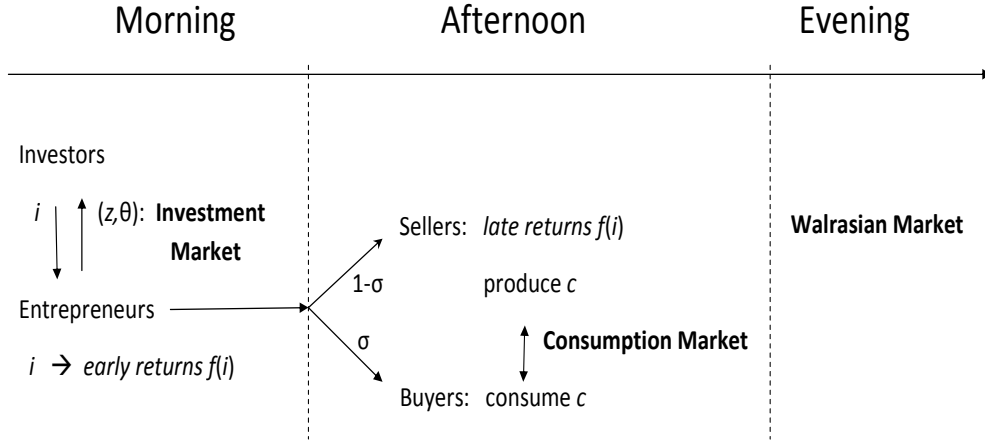 Morning
Afternoon
Evening
Investors
i
(z,θ): Investment
Market
Entrepreneurs
i → early returns f(i)
1-σ
σ
Sellers: late returns f(i)
produce c
Consumption Market
Buyers: consume c
Walrasian Market